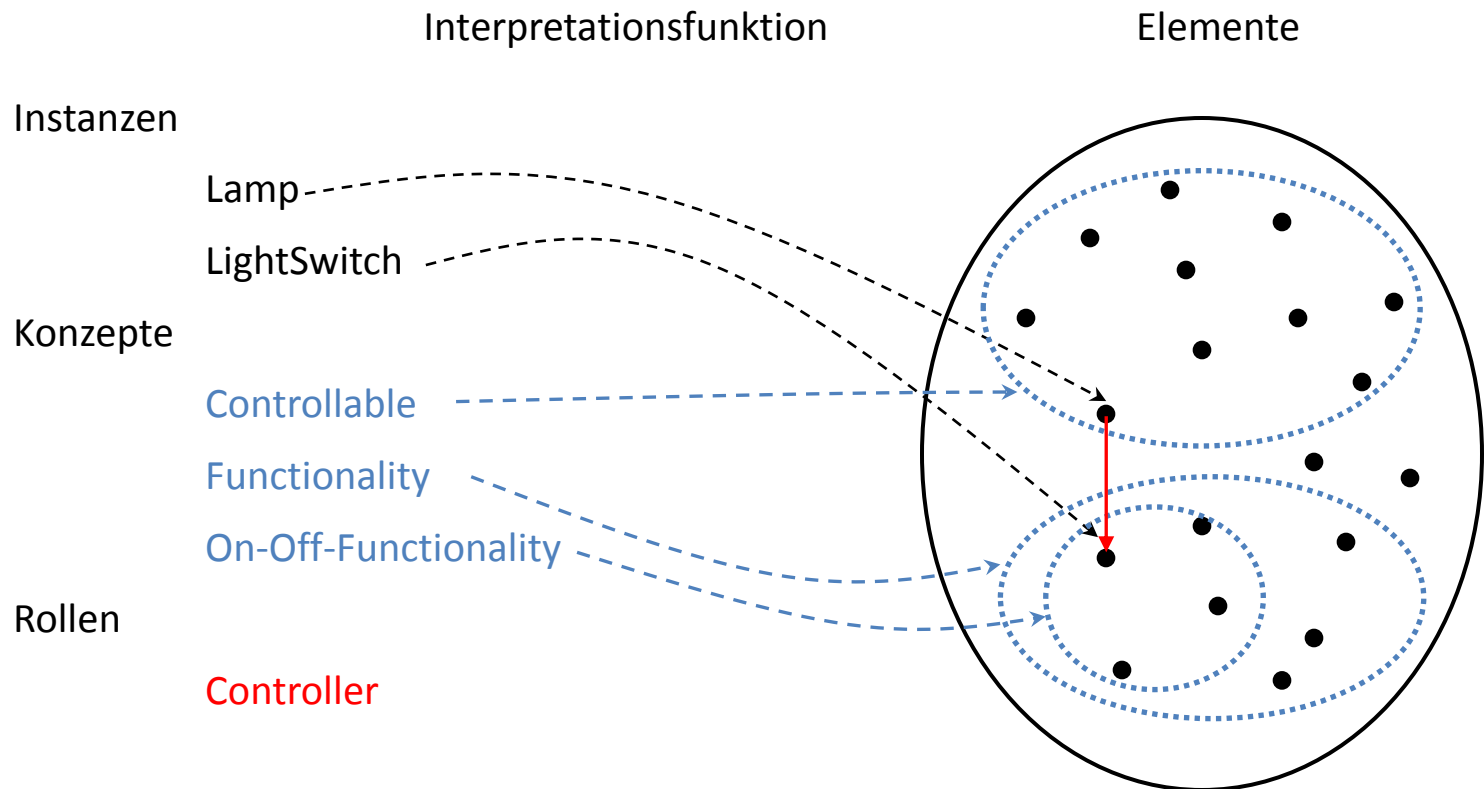 Interpretationsfunktion Elemente
Instanzen
Lamp
LightSwitch
Konzepte
Controllable
Functionality
On-Off-Functionality
Rollen
Controller